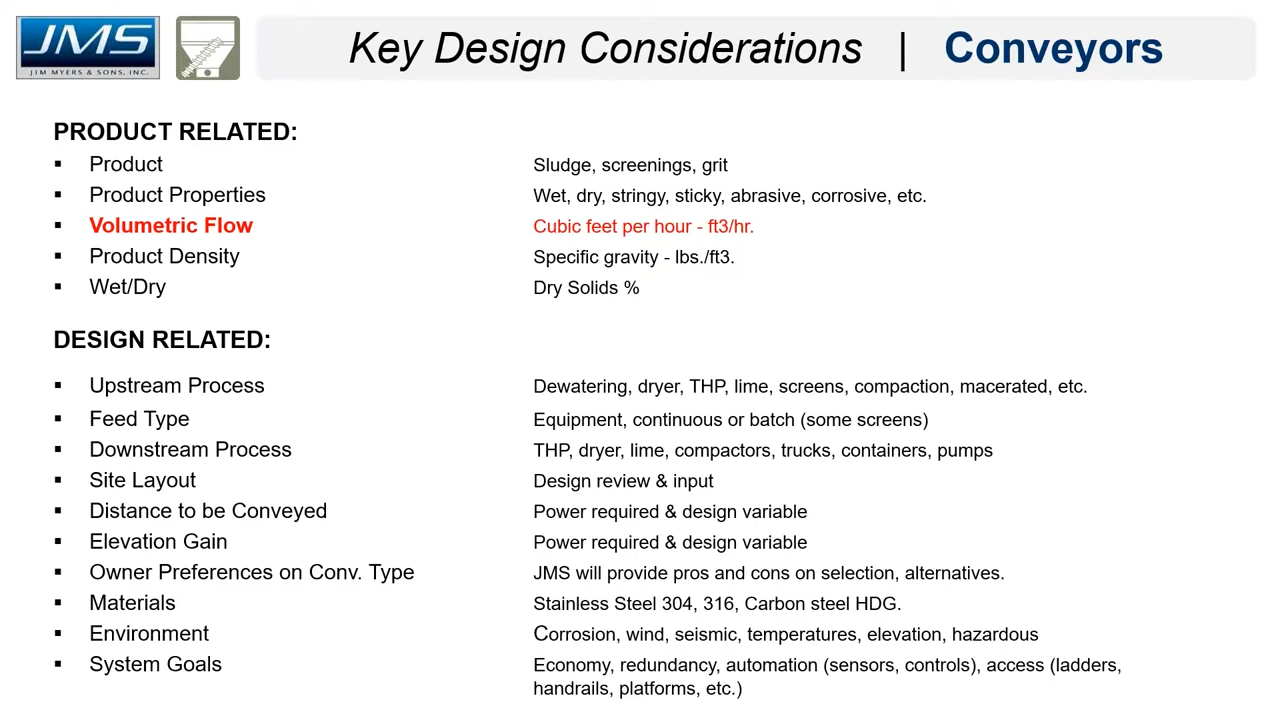 JMS
JIM MYERS & SONS, INC.
Key Design Considerations | Conveyors
PRODUCT RELATED:
▪ Product Sludge, screenings, grit
▪ Product Properties Wet, dry, stringy, sticky, abrasive, corrosive, etc.
▪ Volumetric Flow Cubic feet per hour - ft3/hr.
▪ Product Density Specific gravity - lbs./ft3.
▪ Wet/Dry Dry Solids %
DESIGN RELATED:
▪ Upstream Process Dewatering, dryer, THP, lime, screens, compaction, macerated, etc.
▪ Feed Type Equipment, continuous or batch (some screens)
▪ Downstream Process THP, dryer, lime, compactors, trucks, containers, pumps
▪ Site Layout Design review & input
▪ Distance to be Conveyed Power required & design variable
▪ Elevation Gain Power required & design variable
▪ Owner Preferences on Conv. Type JMS will provide pros and cons on selection, alternatives.
▪ Materials Stainless Steel 304, 316, Carbon steel HDG.
▪ Environment Corrosion, wind, seismic, temperatures, elevation, hazardous
▪ System Goals Economy, redundancy, automation (sensors, controls), access (ladders,
handrails, platforms, etc.)